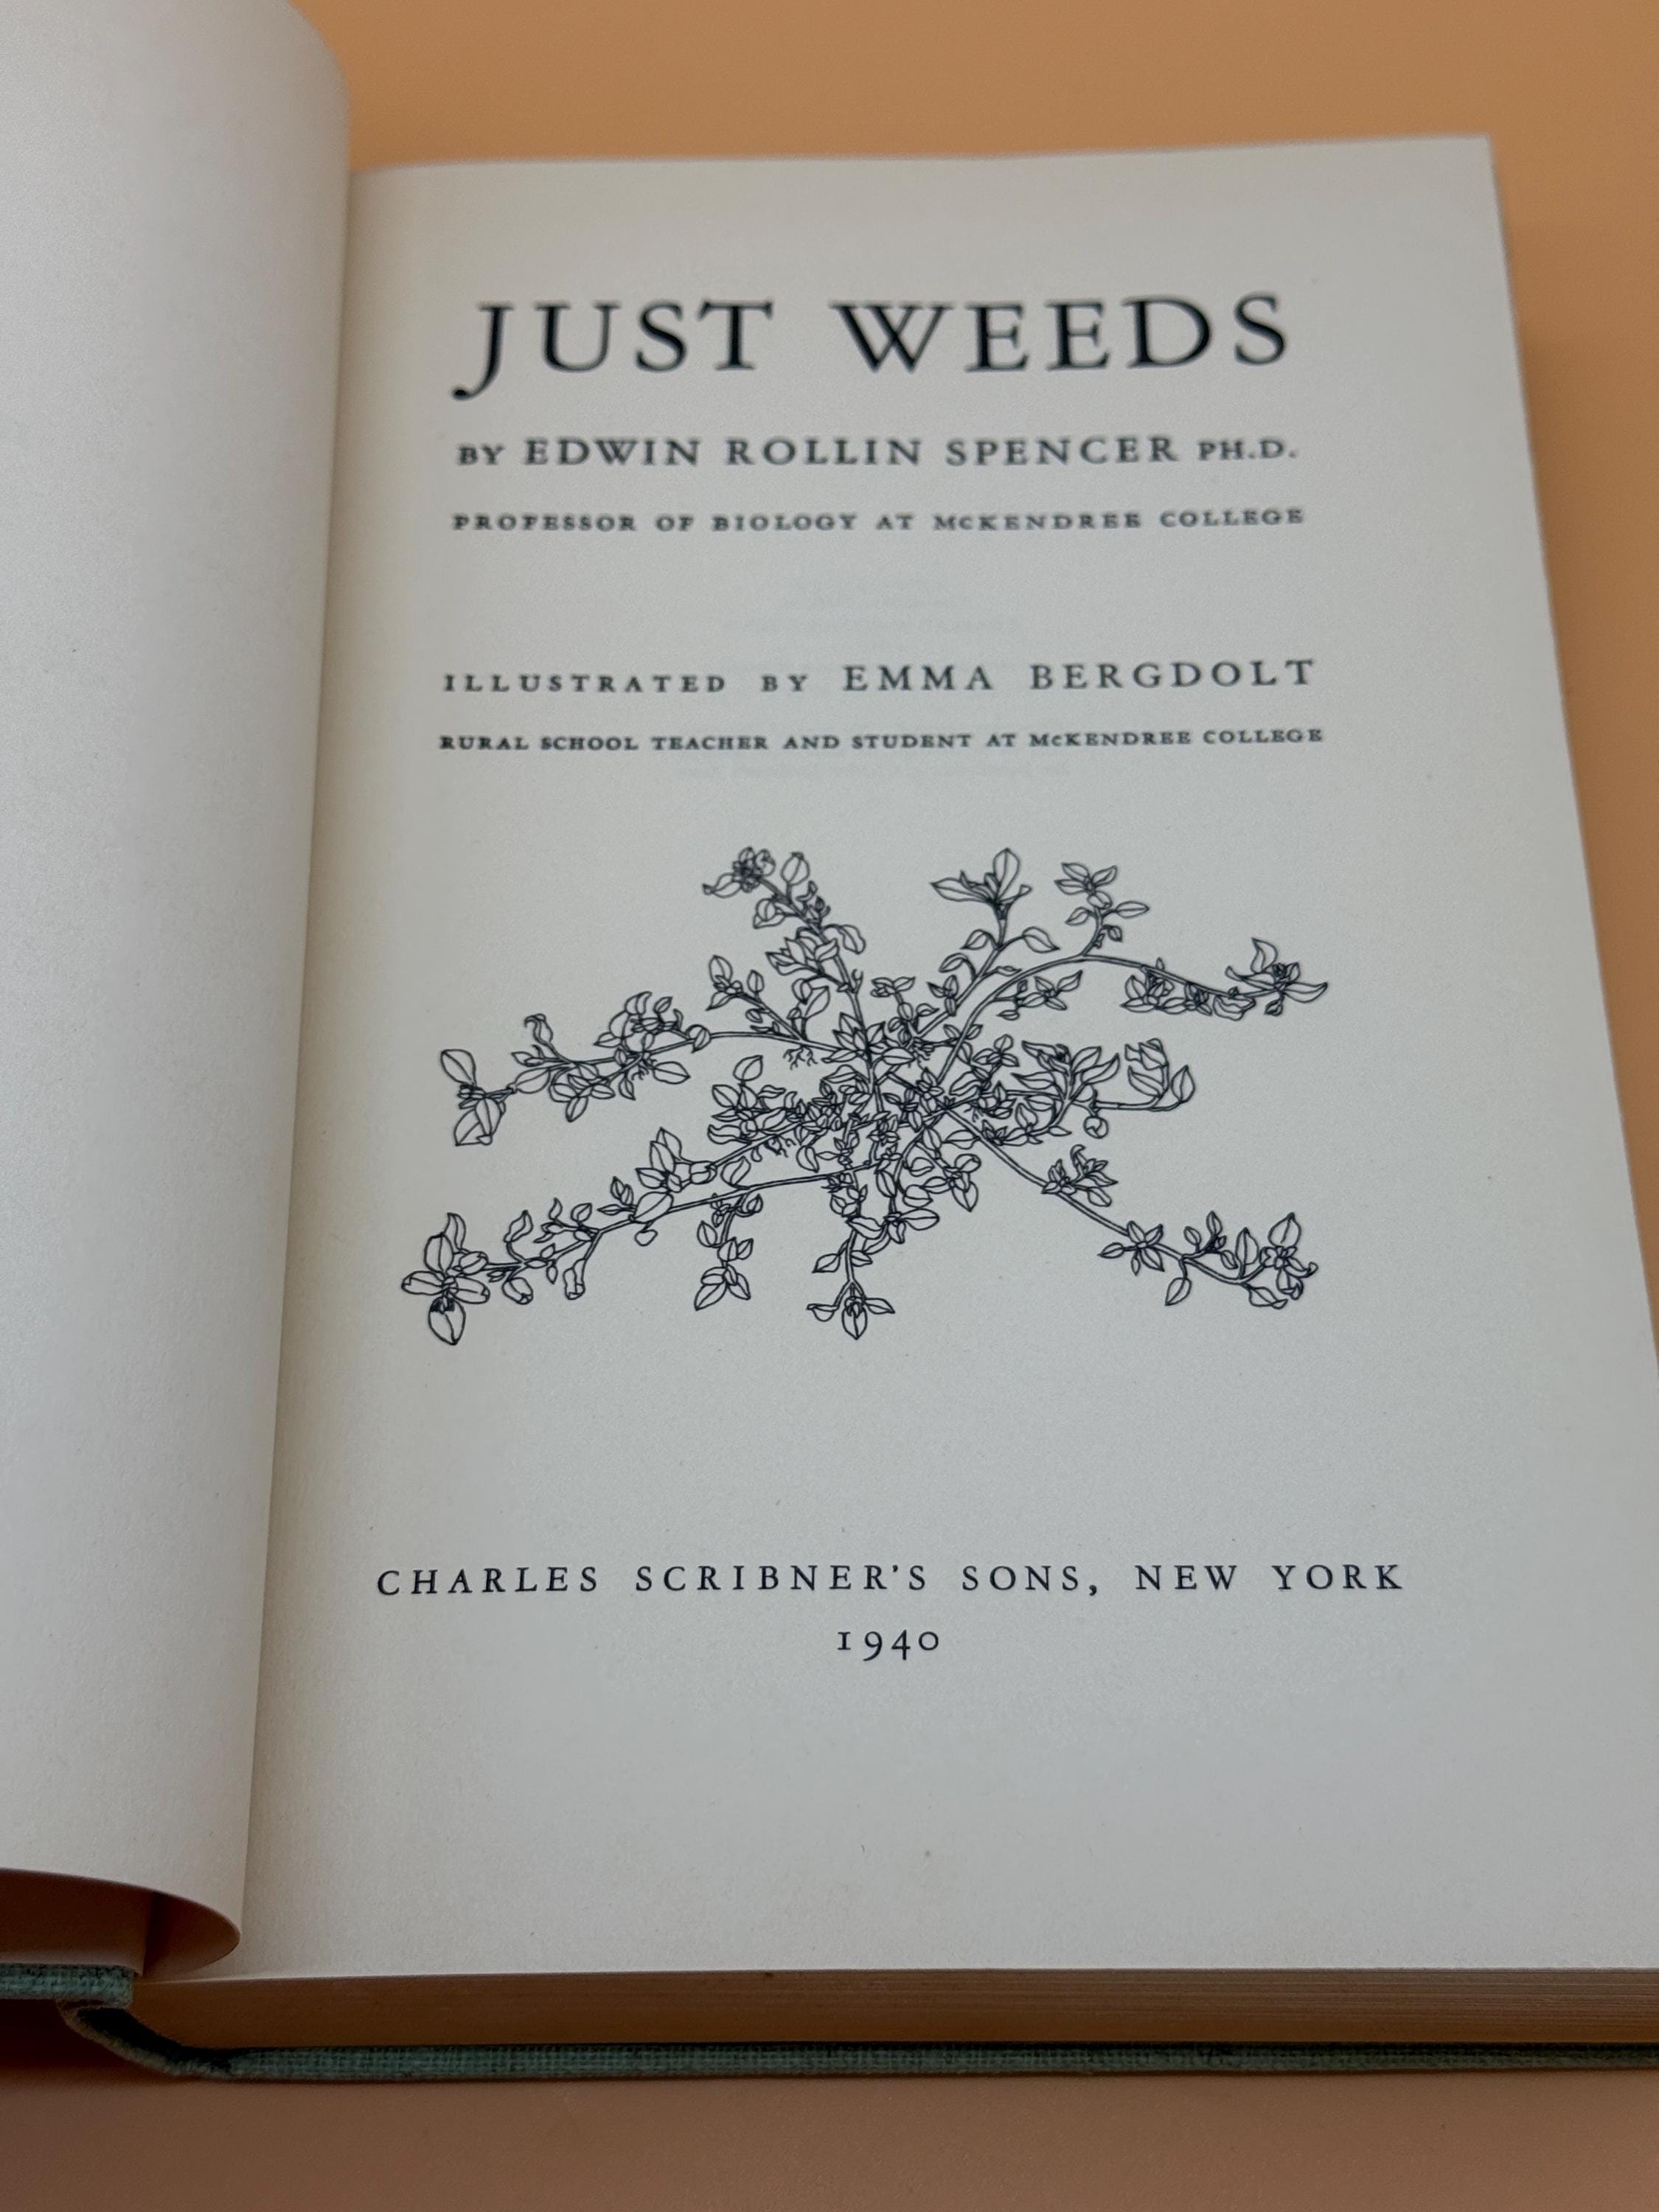 JUST WEEDS
BY EDWIN ROLLIN SPENCER PH.D.
PROFESSOR OF BIOLOGY AT McKENDREE COLLEGE
ILLUSTRATED BY EMMA BERGDOLT
RURAL SCHOOL TEACHER AND STUDENT AT McKENDREE COLLEGE
CHARLES SCRIBNER'S SONS, NEW YORK
1940